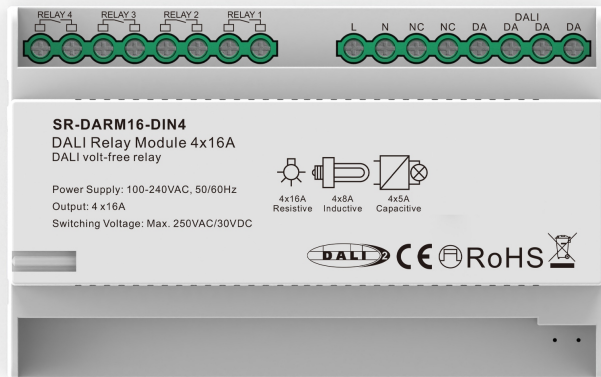 RELAY 4 RELAY 3 RELAY 2 RELAY 1
DALI
L N NC NC DA DA DA DA
SR-DARM16-DIN4
DALI Relay Module 4x16A
DALI volt-free relay
Power Supply: 100-240VAC, 50/60Hz
Output: 4 x16A
Switching Voltage: Max. 250VAC/30VDC
4x16A 4x8A 4x5A
Resistive Inductive Capacitive
DALI 2 CE RoHS